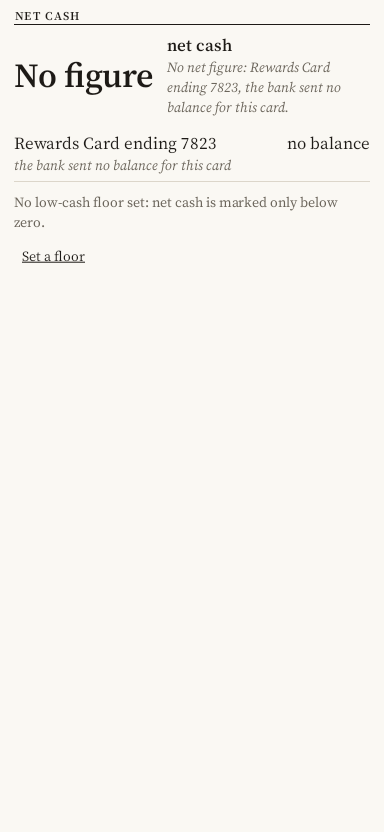 NET CASH
No figure
net cash
No net figure: Rewards Card
ending 7823, the bank sent no
balance for this card.
Rewards Card ending 7823 no balance
the bank sent no balance for this card
No low-cash floor set: net cash is marked only below
zero.
Set a floor